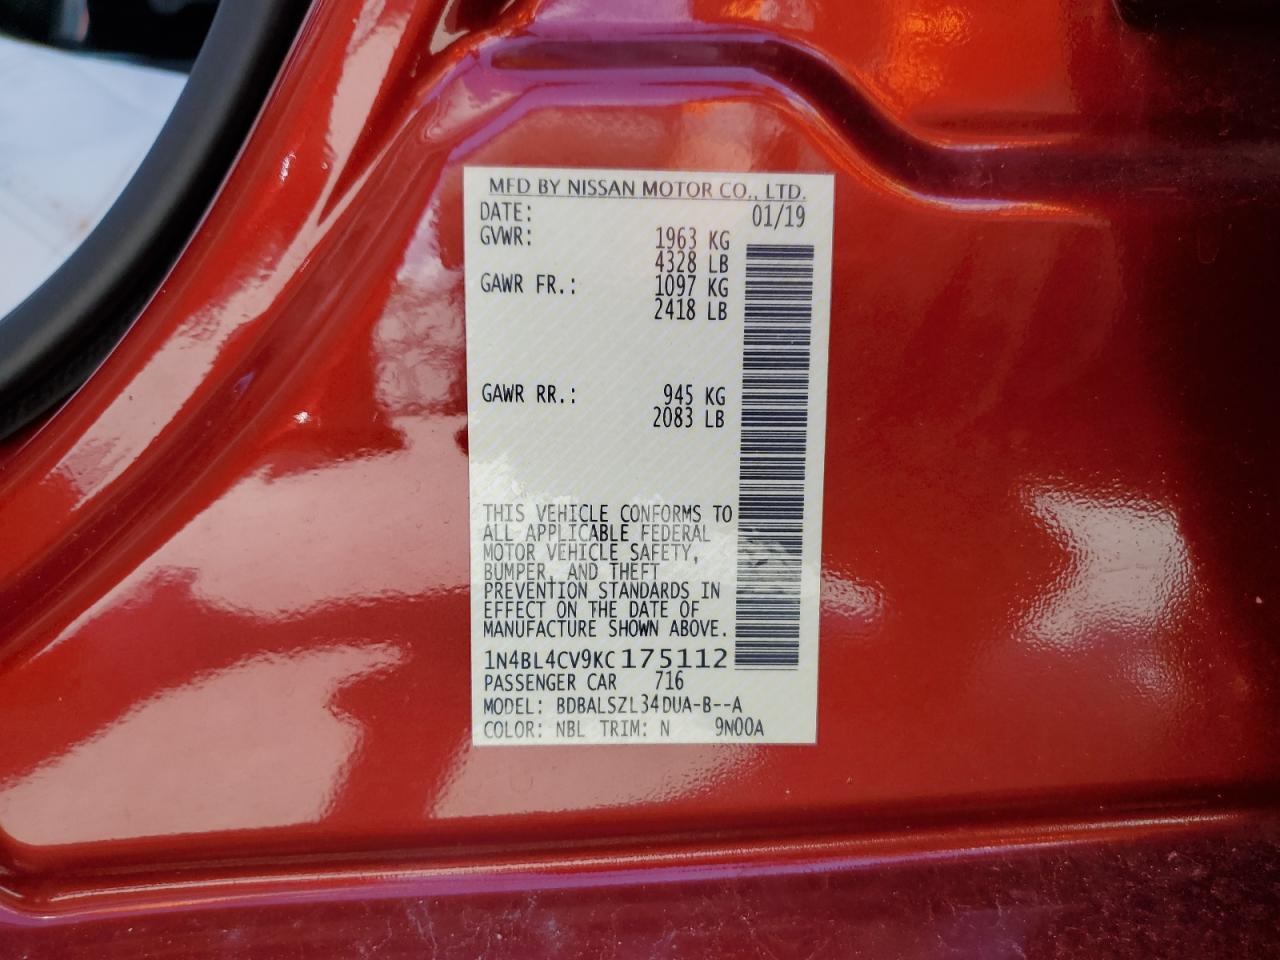 MFD BY NISSAN MOTOR CO., LTD.
DATE: 01/19
GVWR: 1963 KG
4328 LB
GAWR FR.: 1097 KG
2418 LB
GAWR RR.: 945 KG
2083 LB
THIS VEHICLE CONFORMS TO
ALL APPLICABLE FEDERAL
MOTOR VEHICLE SAFETY,
BUMPER, AND THEFT
PREVENTION STANDARDS IN
EFFECT ON THE DATE OF
MANUFACTURE SHOWN ABOVE.
1N4BL4CV9KC175112
PASSENGER CAR 716
MODEL: BDBALSZL34DUA-B--A
COLOR: NBL TRIM: N 9N00A